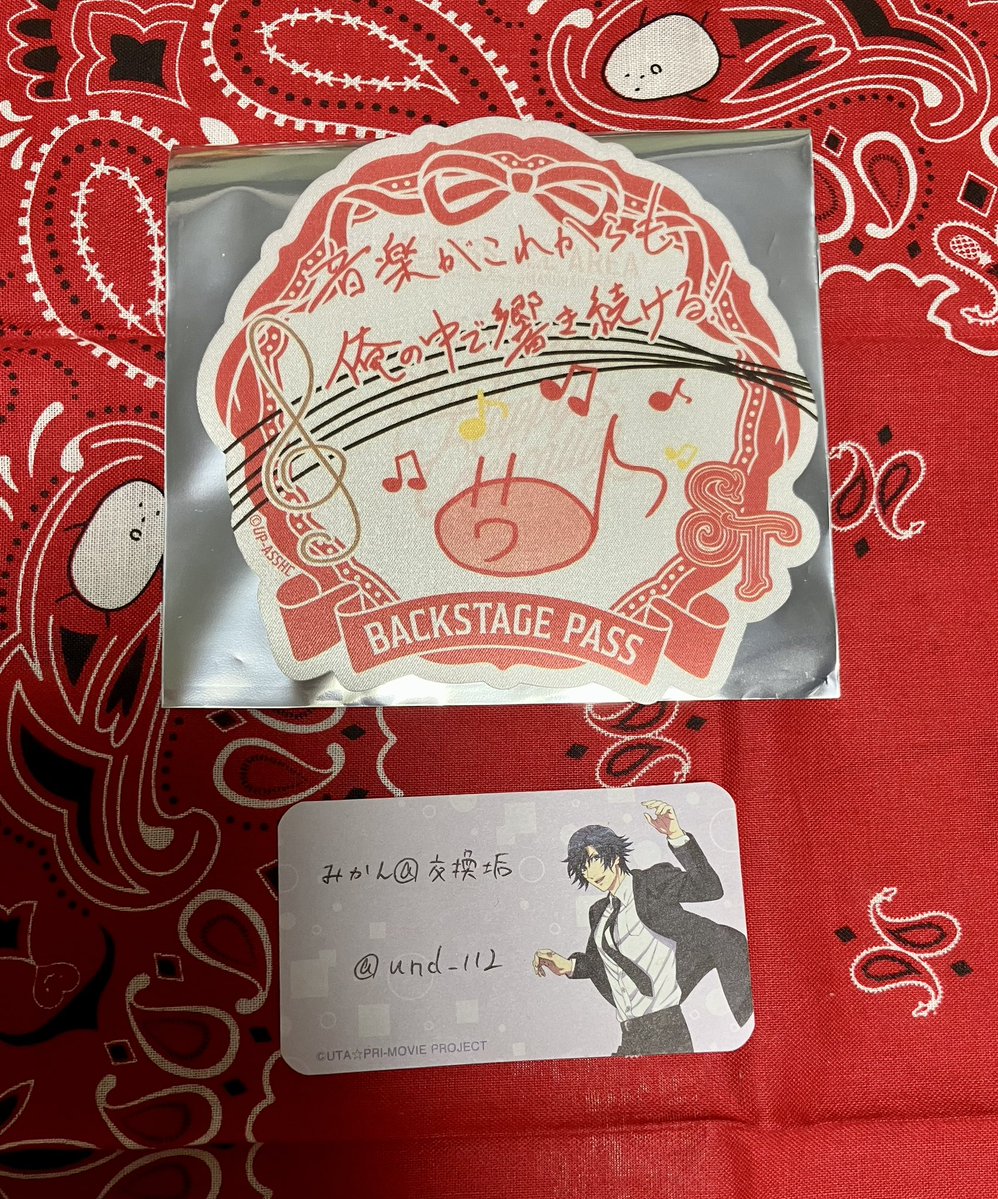 音楽がこれからも、
俺の中で響き続ける!
ST
©UP-ASSHC
BACKSTAGE PASS
みかん@交換垢
@und_112
©UTA☆PRI-MOVIE PROJECT